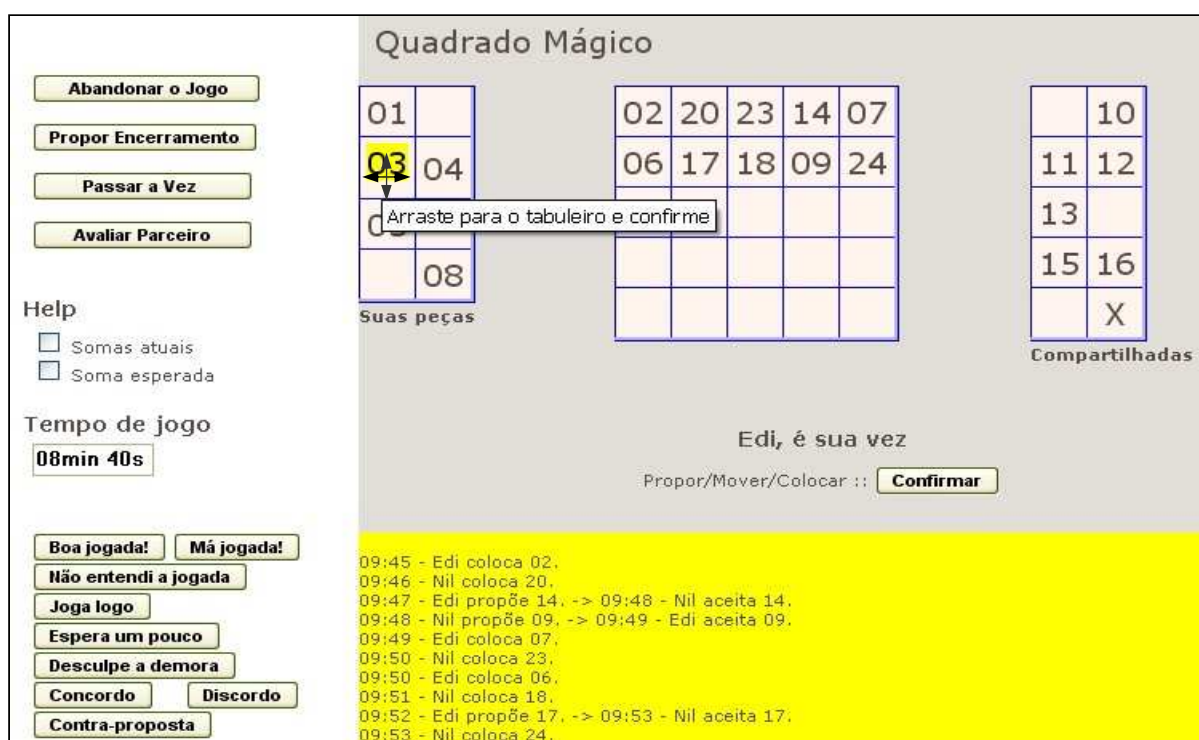 Quadrado Mágico
Abandonar o Jogo
Propor Encerramento
Passar a Vez
Avaliar Parceiro
Help
Somas atuais
Soma esperada
Tempo de jogo
08min 40s
01
03 04
08
Suas peças
Arraste para o tabuleiro e confirme
02 20 23 14 07
06 17 18 09 24
10
11 12
13
15 16
X
Compartilhadas
Edi, é sua vez
Propor/Mover/Colocar :: Confirmar
Boa jogada! Má jogada!
Não entendi a jogada
Joga logo
Espera um pouco
Desculpe a demora
Concordo Discordo
Contra-proposta
09:45 - Edi coloca 02.
09:46 - Nil coloca 20.
09:47 - Edi propõe 14. -> 09:48 - Nil aceita 14.
09:48 - Nil propõe 09. -> 09:49 - Edi aceita 09.
09:49 - Edi coloca 07.
09:50 - Nil coloca 23.
09:50 - Edi coloca 06.
09:51 - Nil coloca 18.
09:52 - Edi propõe 17. -> 09:53 - Nil aceita 17.
09:53 - Nil coloca 24.